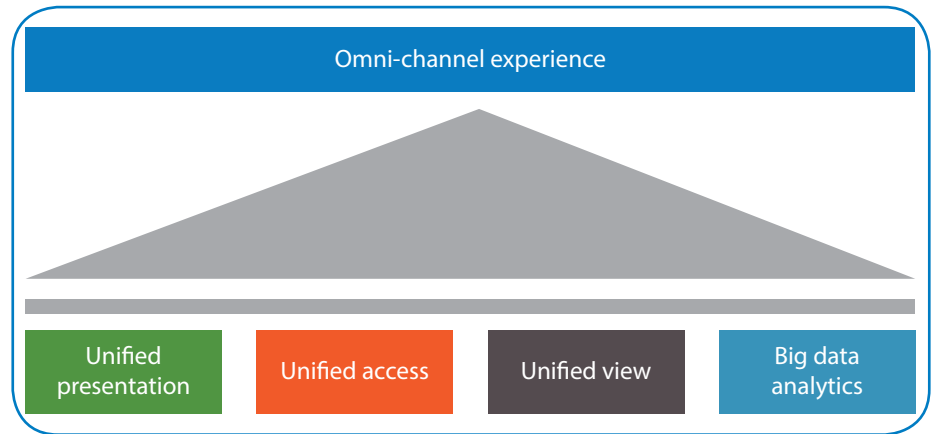 Omni-channel experience
Unified
presentation
Unified access
Unified view
Big data
analytics